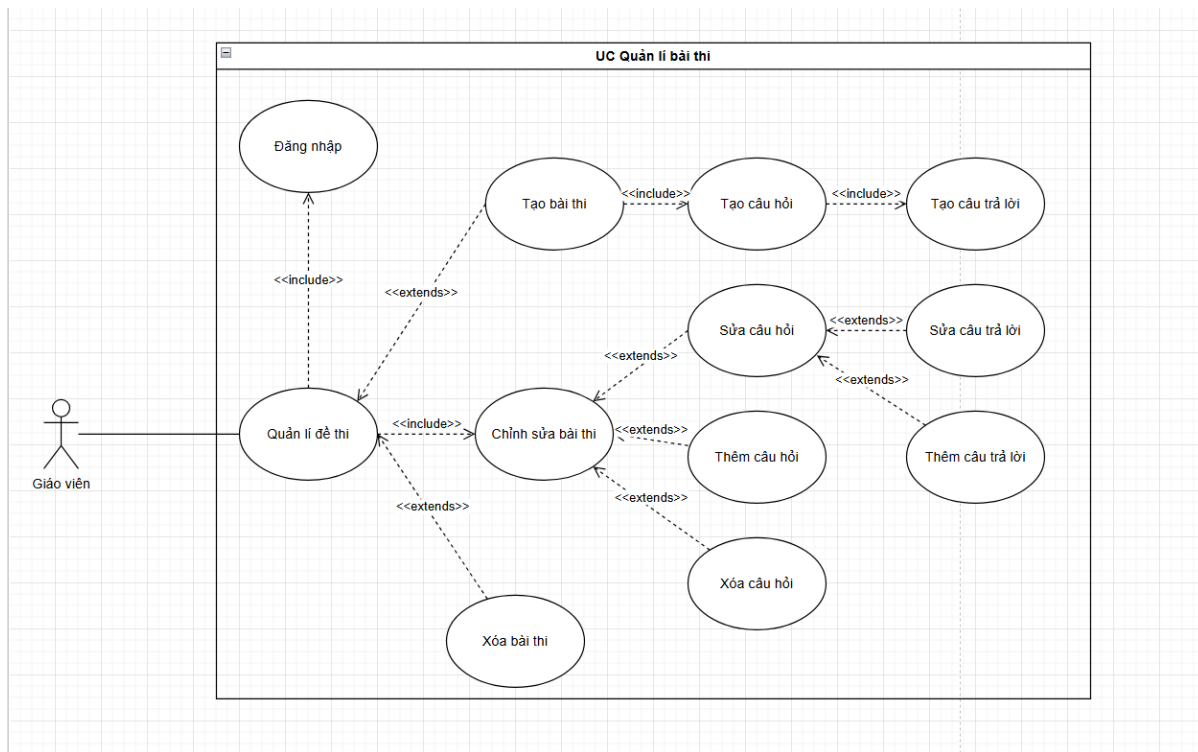 UC Quản lí bài thi
Đăng nhập
Tạo bài thi
<<include>>
Tạo câu hỏi
<<include>>
Tạo câu trả lời
<<include>>
<<extends>>
Sửa câu hỏi
<<extends>>
Sửa câu trả lời
<<extends>>
<<extends>>
Giáo viên
Quản lí đề thi
<<include>>
Chỉnh sửa bài thi
<<extends>>
Thêm câu hỏi
Thêm câu trả lời
<<extends>>
<<extends>>
Xóa câu hỏi
Xóa bài thi